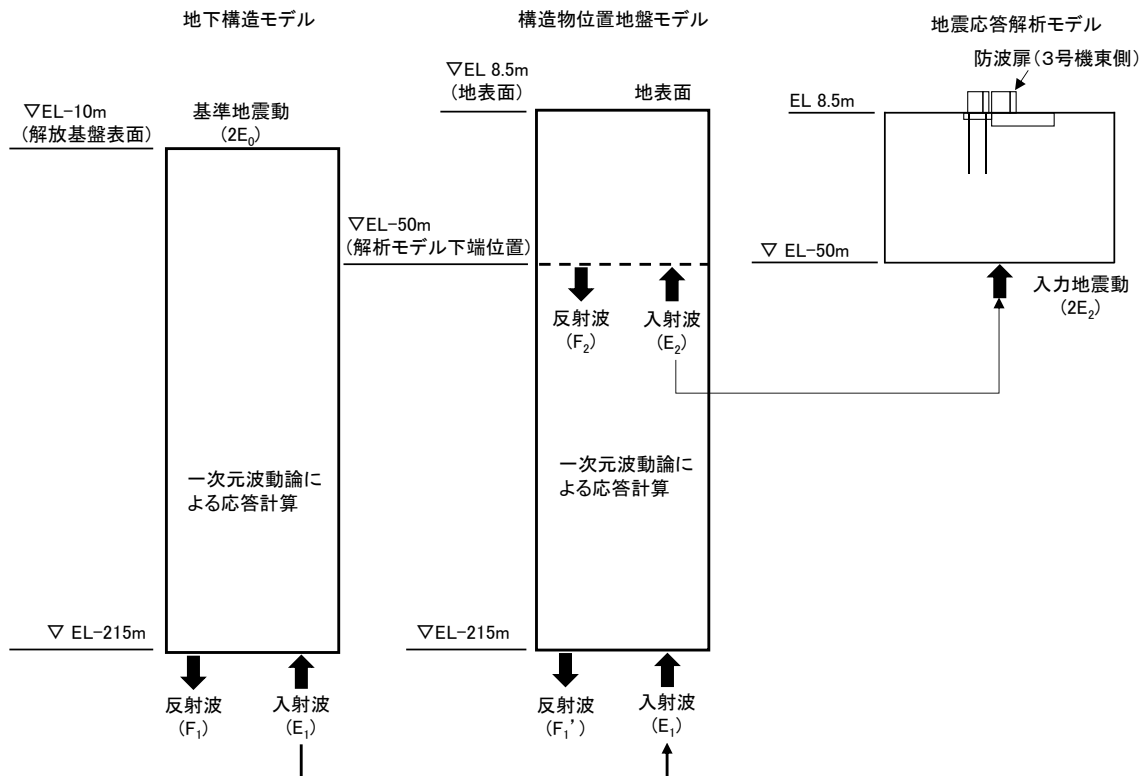 地下構造モデル
▽EL-10m
(解放基盤表面)
基準地震動
(2E₀)
一次元波動論に
よる応答計算
▽ EL-215m
反射波
(F₁)
入射波
(E₁)
構造物位置地盤モデル
▽EL 8.5m
(地表面)
地表面
▽EL-50m
(解析モデル下端位置)
反射波
(F₂)
入射波
(E₂)
一次元波動論に
よる応答計算
▽EL-215m
反射波
(F₁’)
入射波
(E₁)
地震応答解析モデル
防波扉(3号機東側)
EL 8.5m
▽ EL-50m
入力地震動
(2E₂)